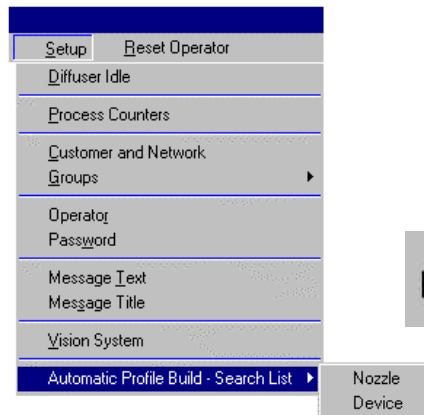 Setup Reset Operator
Diffuser Idle
Process Counters
Customer and Network
Groups
Operator
Password
Message Text
Message Title
Vision System
Automatic Profile Build - Search List
Nozzle
Device